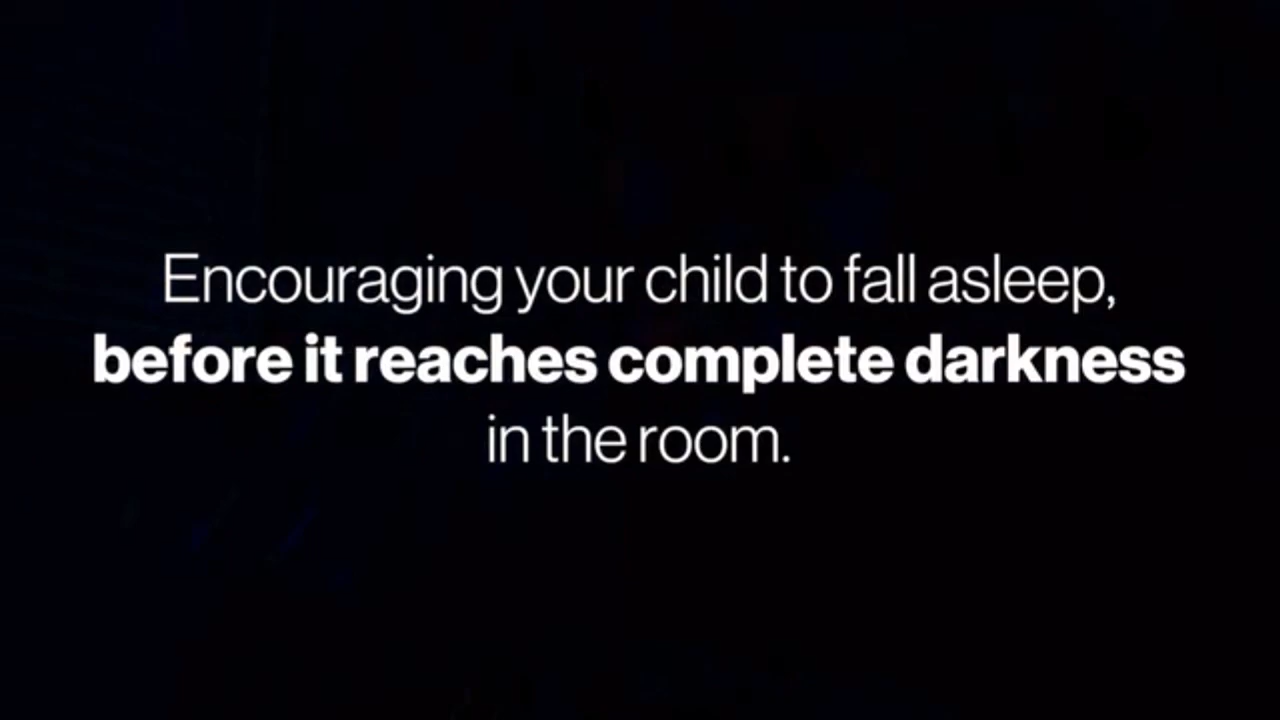 Encouraging your child to fall asleep,
before it reaches complete darkness
in the room.